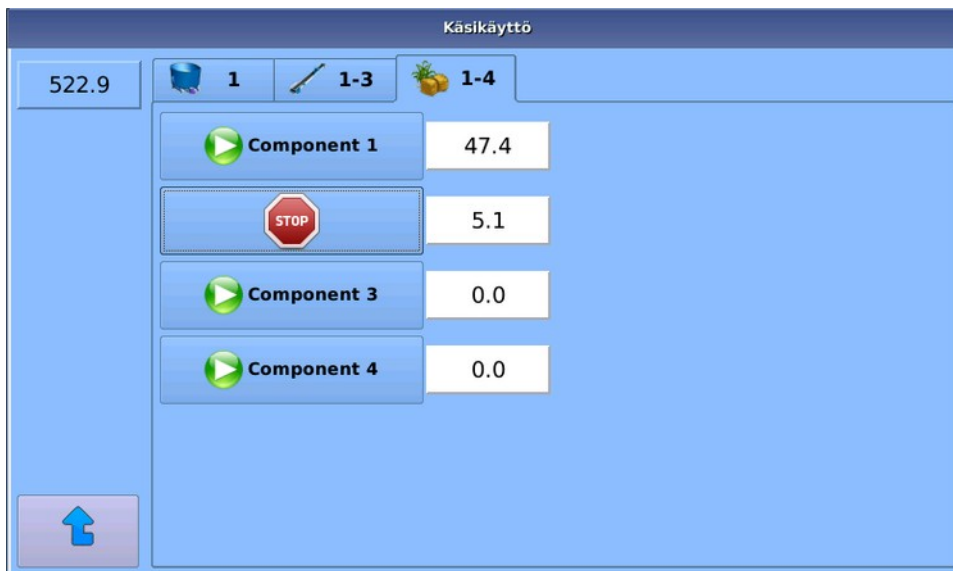 Käsikäyttö
522.9
1
1-3
1-4
Component 1
47.4
STOP
5.1
Component 3
0.0
Component 4
0.0